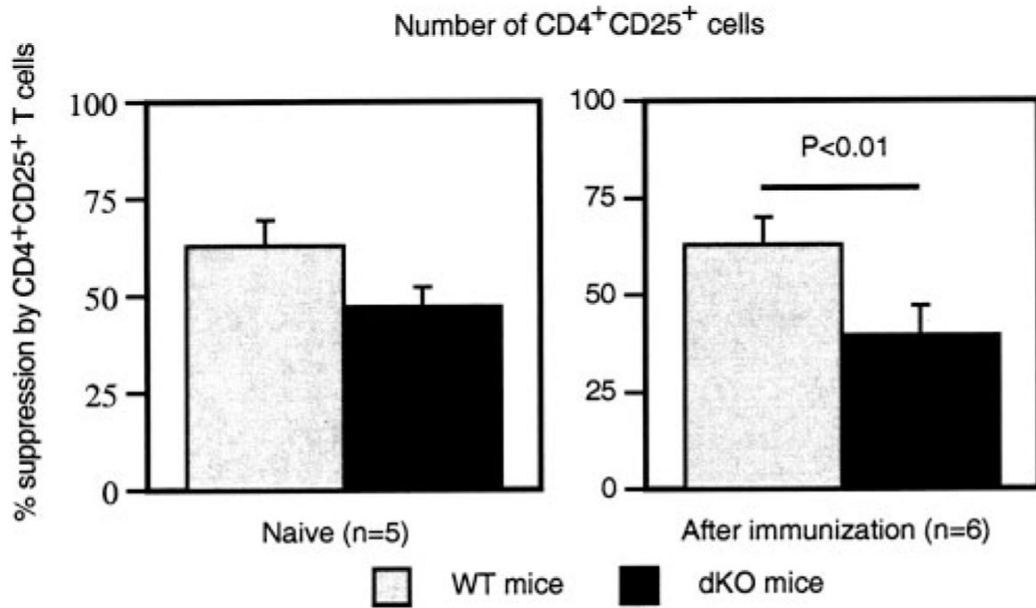 Number of CD4⁺CD25⁺ cells
% suppression by CD4⁺CD25⁺ T cells
100
75
50
25
0
Naive (n=5)
100
75
50
25
0
P<0.01
After immunization (n=6)
WT mice
dKO mice